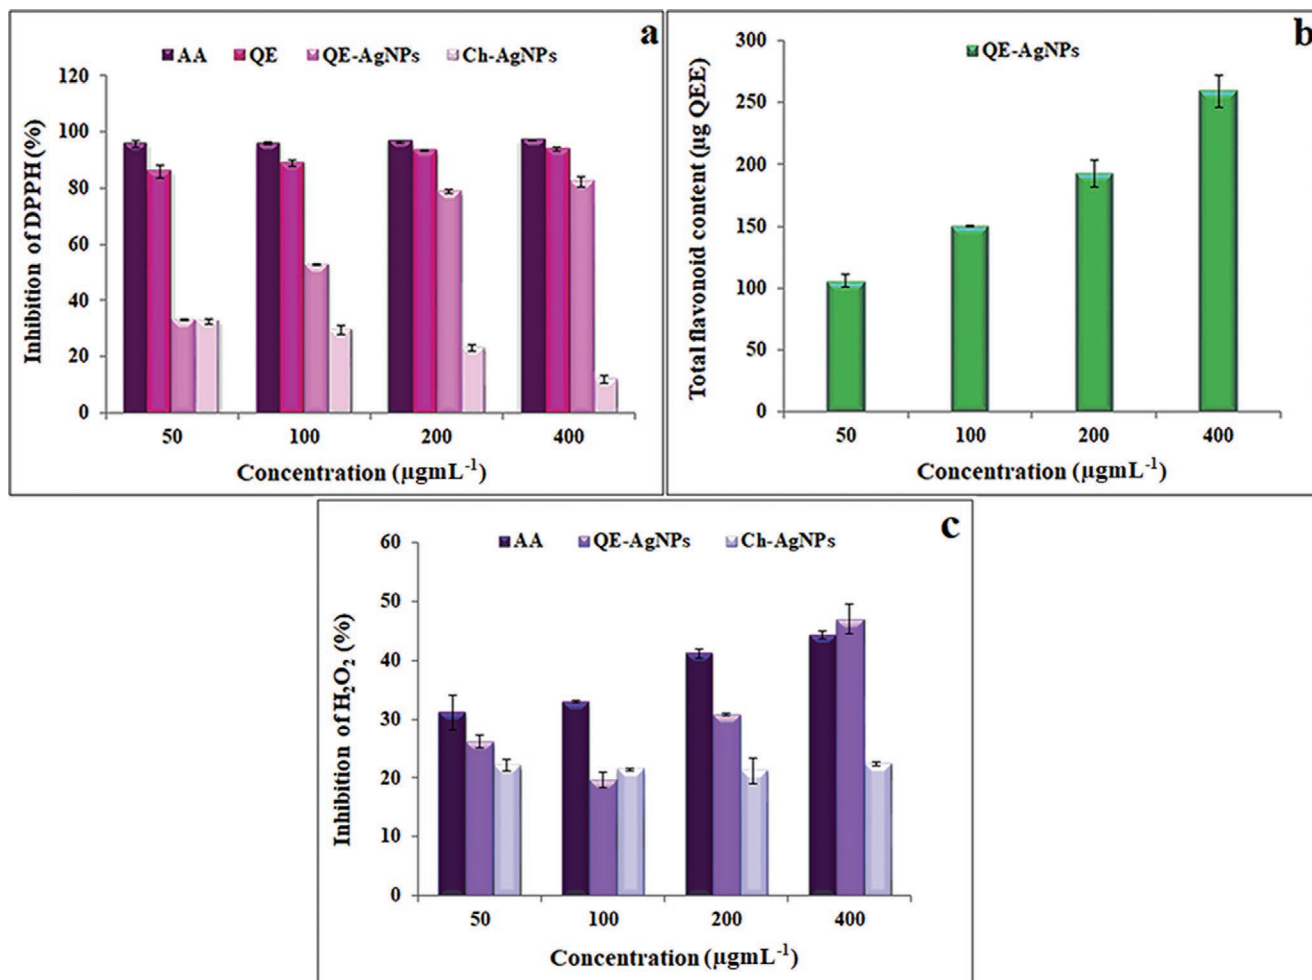 a
AA QE QE-AgNPs Ch-AgNPs
Inhibition of DPPH (%)
120
100
80
60
40
20
0
50 100 200 400
Concentration (µgmL⁻¹)
b
QE-AgNPs
Total flavonoid content (µg QEE)
300
250
200
150
100
50
0
50 100 200 400
Concentration (µgmL⁻¹)
c
AA QE-AgNPs Ch-AgNPs
Inhibition of H₂O₂ (%)
60
50
40
30
20
10
0
50 100 200 400
Concentration (µgmL⁻¹)